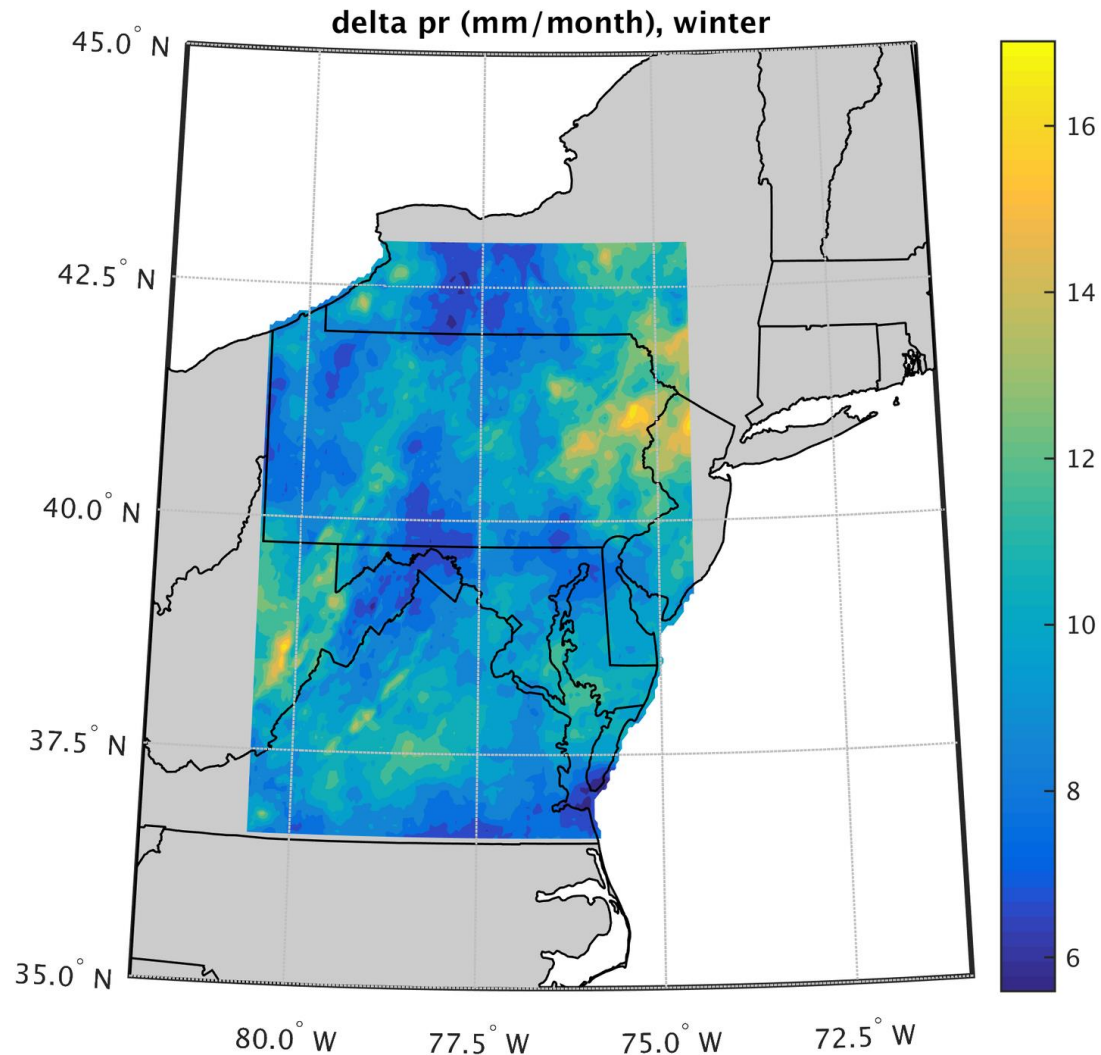 delta pr (mm/month), winter
45.0° N
42.5° N
40.0° N
37.5° N
35.0° N
80.0° W
77.5° W
75.0° W
72.5° W
16
14
12
10
8
6